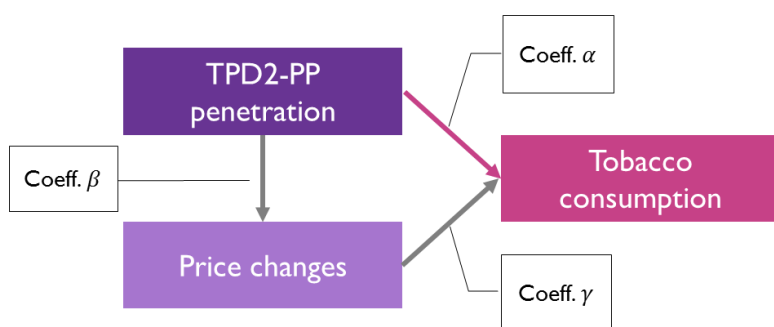 TPD2-PP
penetration
Coeff. α
Coeff. β
Tobacco
consumption
Price changes
Coeff. γ